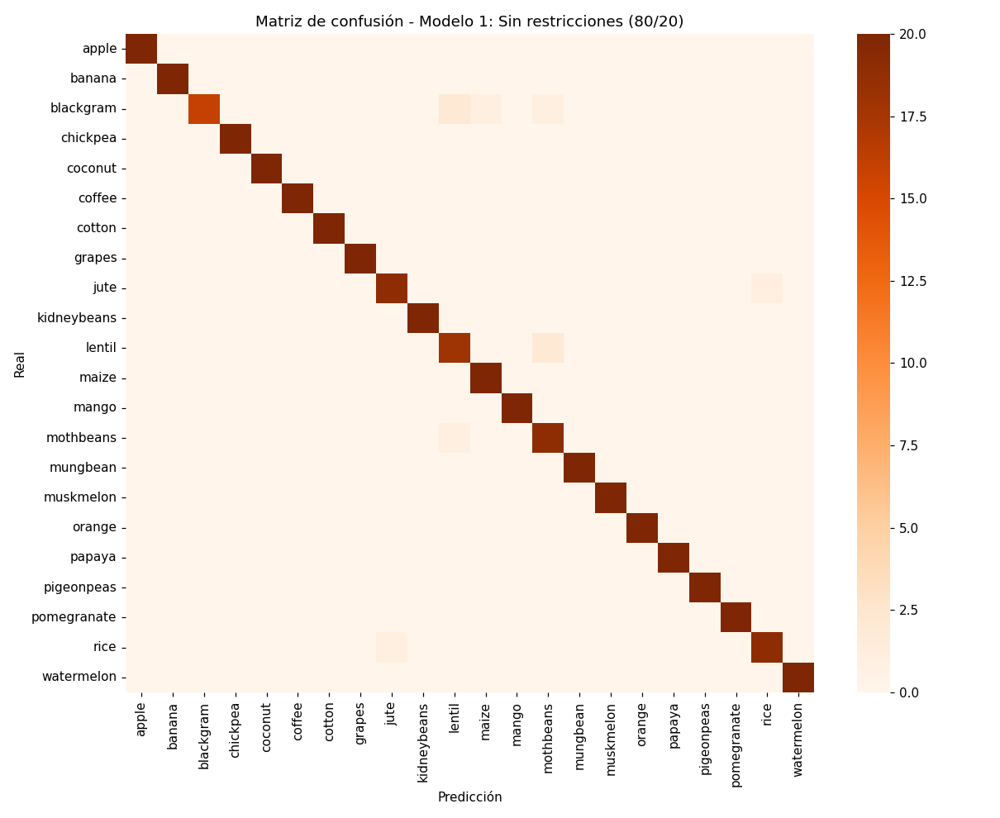 Matriz de confusión - Modelo 1: Sin restricciones (80/20)
Real
apple
banana
blackgram
chickpea
coconut
coffee
cotton
grapes
jute
kidneybeans
lentil
maize
mango
mothbeans
mungbean
muskmelon
orange
papaya
pigeonpeas
pomegranate
rice
watermelon
apple
banana
blackgram
chickpea
coconut
coffee
cotton
grapes
jute
kidneybeans
lentil
maize
mango
mothbeans
mungbean
muskmelon
orange
papaya
pigeonpeas
pomegranate
rice
watermelon
Predicción
20.0
17.5
15.0
12.5
10.0
7.5
5.0
2.5
0.0